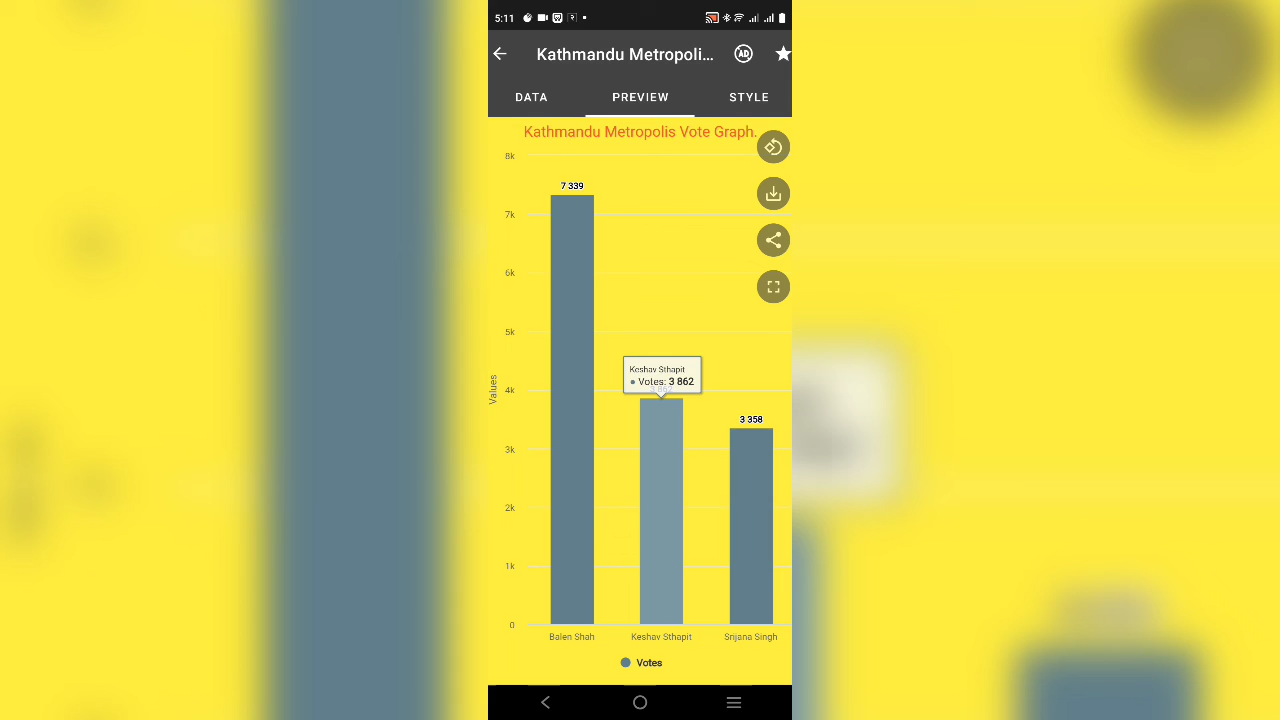 5:11
Kathmandu Metropoli...
AD
DATA
PREVIEW
STYLE
Kathmandu Metropolis Vote Graph.
8k
7 339
7k
6k
5k
Keshav Sthapit
● Votes: 3 862
4k
Values
3 358
3k
2k
1k
0
Balen Shah
Keshav Sthapit
Srijana Singh
Votes